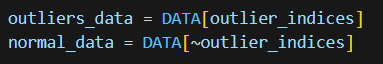 outliers_data = DATA[outlier_indices]
normal_data = DATA[~outlier_indices]